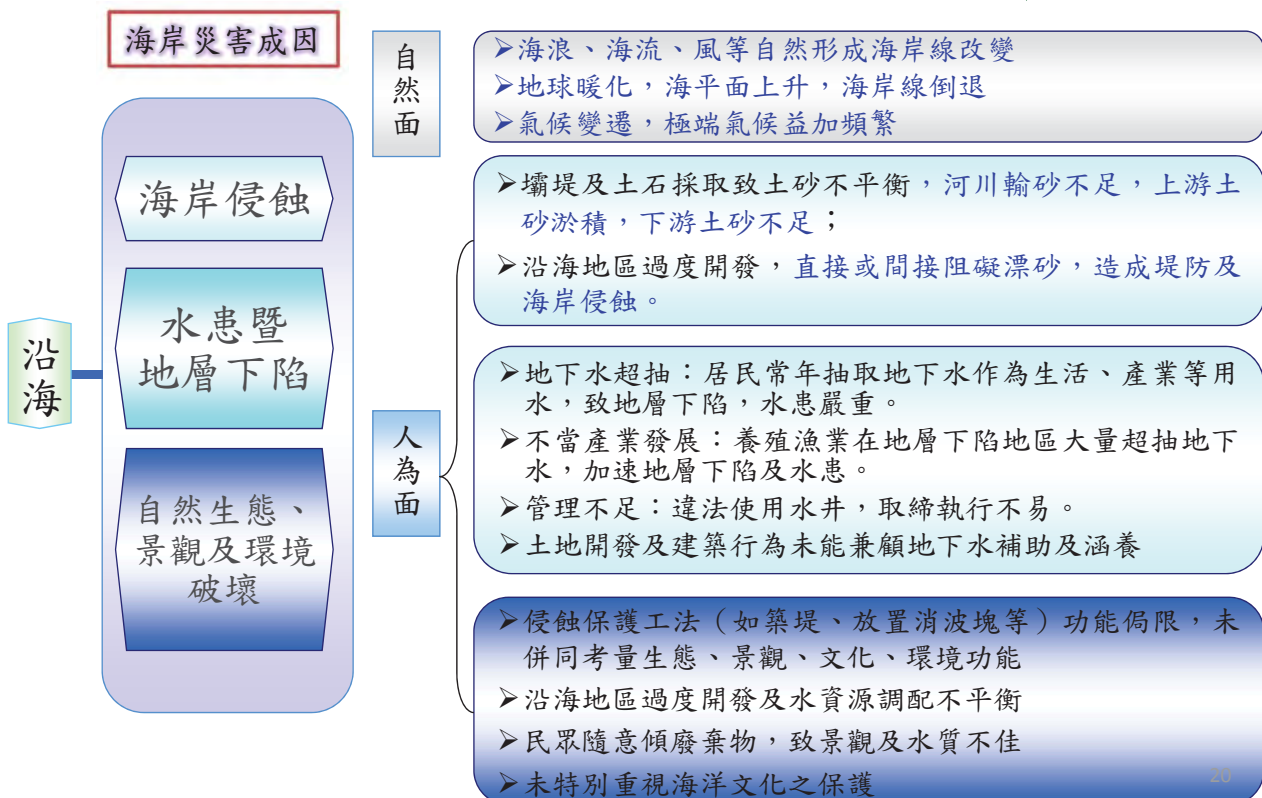 海岸災害成因
沿海
海岸侵蝕
水患暨
地層下陷
自然生態、
景觀及環境
破壞
自然面
➢海浪、海流、風等自然形成海岸線改變
➢地球暖化，海平面上升，海岸線倒退
➢氣候變遷，極端氣候益加頻繁
人為面
➢壩堤及土石採取致土砂不平衡，河川輸砂不足，上游土
砂淤積，下游土砂不足；
➢沿海地區過度開發，直接或間接阻礙漂砂，造成堤防及
海岸侵蝕。
➢地下水超抽：居民常年抽取地下水作為生活、產業等用
水，致地層下陷，水患嚴重。
➢不當產業發展：養殖漁業在地層下陷地區大量超抽地下
水，加速地層下陷及水患。
➢管理不足：違法使用水井，取締執行不易。
➢土地開發及建築行為未能兼顧地下水補助及涵養
➢侵蝕保護工法（如築堤、放置消波塊等）功能侷限，未
併同考量生態、景觀、文化、環境功能
➢沿海地區過度開發及水資源調配不平衡
➢民眾隨意傾廢棄物，致景觀及水質不佳
➢未特別重視海洋文化之保護
20